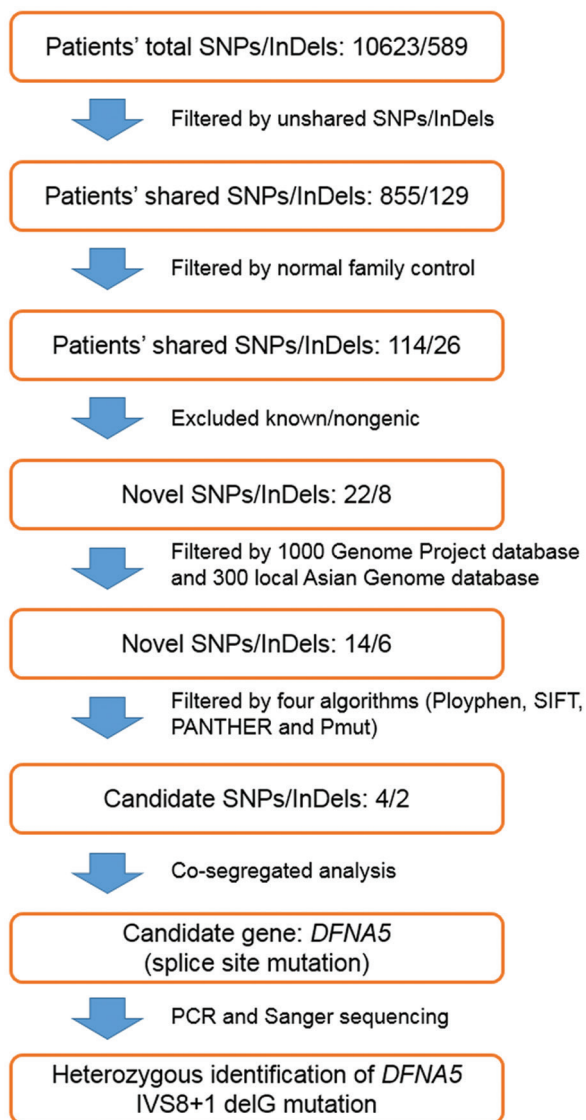 Patients' total SNPs/InDels: 10623/589
Filtered by unshared SNPs/InDels
Patients' shared SNPs/InDels: 855/129
Filtered by normal family control
Patients' shared SNPs/InDels: 114/26
Excluded known/nongenic
Novel SNPs/InDels: 22/8
Filtered by 1000 Genome Project database
and 300 local Asian Genome database
Novel SNPs/InDels: 14/6
Filtered by four algorithms (Ployphen, SIFT,
PANTHER and Pmut)
Candidate SNPs/InDels: 4/2
Co-segregated analysis
Candidate gene: DFNA5
(splice site mutation)
PCR and Sanger sequencing
Heterozygous identification of DFNA5
IVS8+1 delG mutation